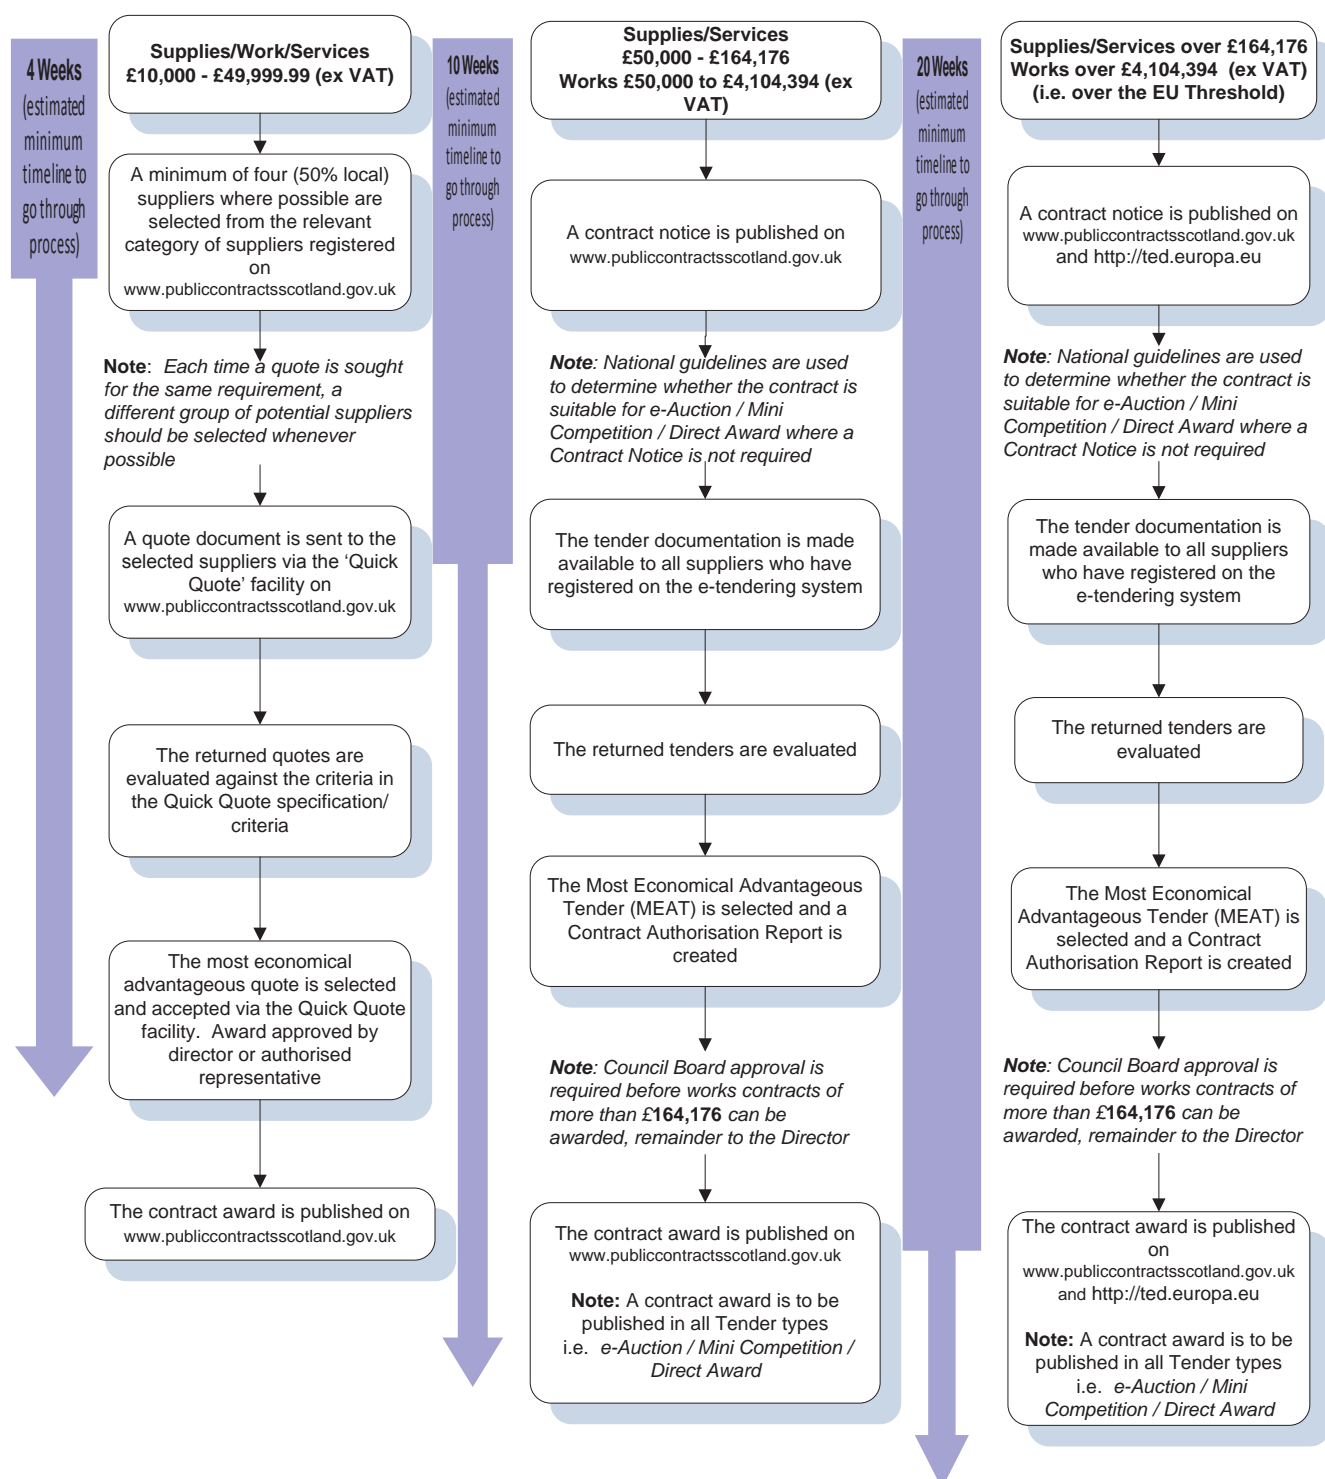 4 Weeks
(estimated
minimum
timeline to
go through
process)
Supplies/Work/Services
£10,000 - £49,999.99 (ex VAT)
A minimum of four (50% local)
suppliers where possible are
selected from the relevant
category of suppliers registered
on
www.publiccontractsscotland.gov.uk
Note:  Each time a quote is sought
for the same requirement, a
different group of potential suppliers
should be selected whenever
possible
A quote document is sent to the
selected suppliers via the ‘Quick
Quote’ facility on
www.publiccontractsscotland.gov.uk
The returned quotes are
evaluated against the criteria in
the Quick Quote specification/
criteria
The most economical
advantageous quote is selected
and accepted via the Quick Quote
facility.  Award approved by
director or authorised
representative
The contract award is published on
www.publiccontractsscotland.gov.uk
10 Weeks
(estimated
minimum
timeline to
go through
process)
Supplies/Services
£50,000 - £164,176
Works £50,000 to £4,104,394 (ex
VAT)
A contract notice is published on
www.publiccontractsscotland.gov.uk
Note: National guidelines are used
to determine whether the contract is
suitable for e-Auction / Mini
Competition / Direct Award where a
Contract Notice is not required
The tender documentation is made
available to all suppliers who have
registered on the e-tendering system
The returned tenders are evaluated
The Most Economical Advantageous
Tender (MEAT) is selected and a
Contract Authorisation Report is
created
Note: Council Board approval is
required before works contracts of
more than £164,176 can be
awarded, remainder to the Director
The contract award is published on
www.publiccontractsscotland.gov.uk
Note: A contract award is to be
published in all Tender types
i.e.  e-Auction / Mini Competition /
Direct Award
20 Weeks
(estimated
minimum
timeline to
go through
process)
Supplies/Services over £164,176
Works over £4,104,394  (ex VAT)
(i.e. over the EU Threshold)
A contract notice is published on
www.publiccontractsscotland.gov.uk
and http://ted.europa.eu
Note: National guidelines are used
to determine whether the contract is
suitable for e-Auction / Mini
Competition / Direct Award where a
Contract Notice is not required
The tender documentation is
made available to all suppliers
who have registered on the
e-tendering system
The returned tenders are
evaluated
The Most Economical
Advantageous Tender (MEAT) is
selected and a Contract
Authorisation Report is created
Note: Council Board approval is
required before works contracts of
more than £164,176 can be
awarded, remainder to the Director
The contract award is published
on
www.publiccontractsscotland.gov.uk
and http://ted.europa.eu
Note: A contract award is to be
published in all Tender types
i.e.  e-Auction / Mini
Competition / Direct Award